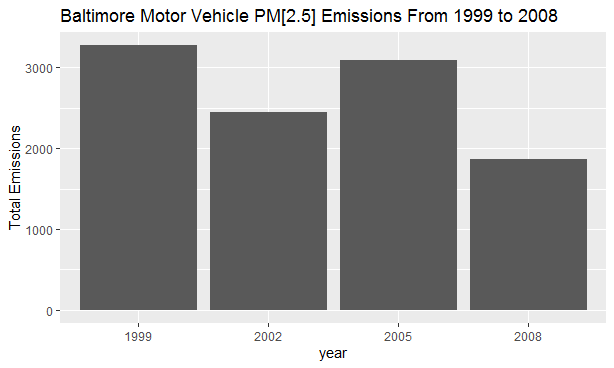 Baltimore Motor Vehicle PM[2.5] Emissions From 1999 to 2008
Total Emissions
3000
2000
1000
0
1999 2002 2005 2008
year